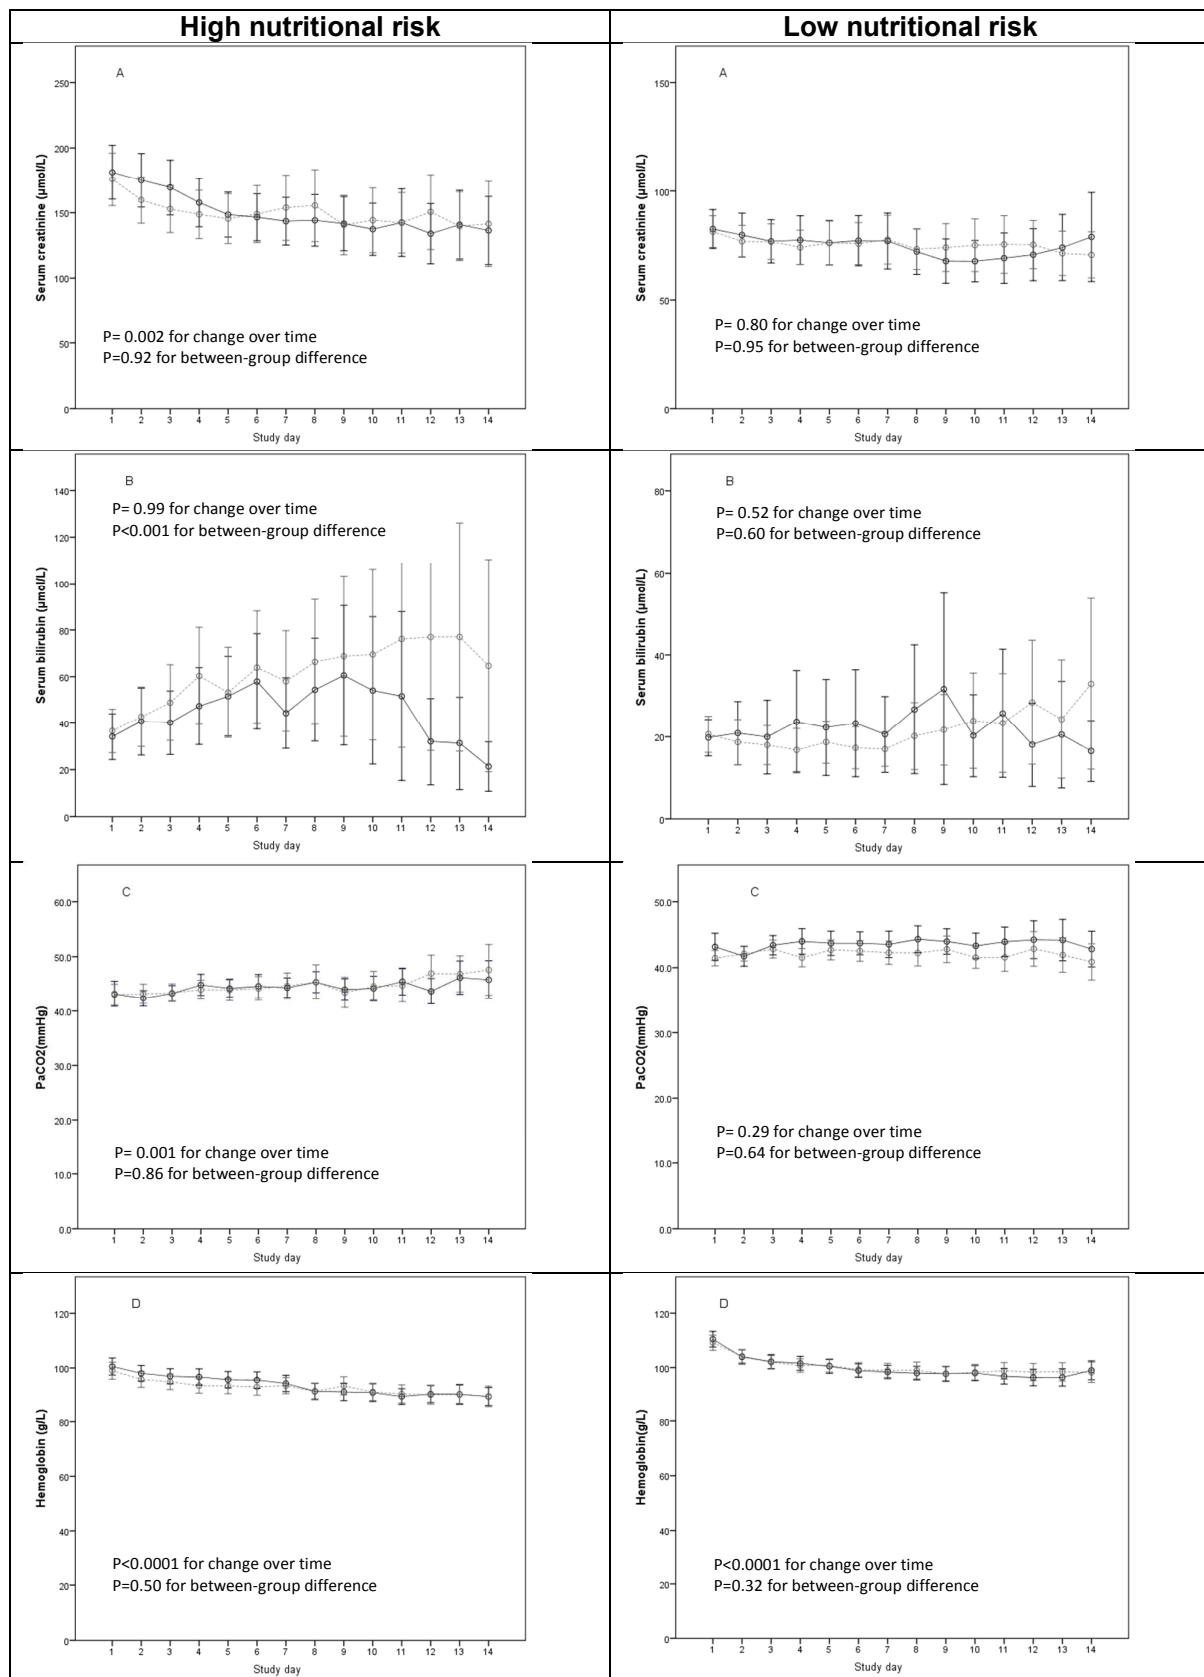 High nutritional risk
Low nutritional risk
A
Serum creatinine (μmol/L)
250
200
150
100
50
0
P= 0.002 for change over time
P=0.92 for between-group difference
1 2 3 4 5 6 7 8 9 10 11 12 13 14
Study day
A
Serum creatinine (μmol/L)
150
100
50
0
P= 0.80 for change over time
P=0.95 for between-group difference
1 2 3 4 5 6 7 8 9 10 11 12 13 14
Study day
B
P= 0.99 for change over time
P<0.001 for between-group difference
Serum bilirubin (μmol/L)
140
120
100
80
60
40
20
0
1 2 3 4 5 6 7 8 9 10 11 12 13 14
Study day
B
P= 0.52 for change over time
P=0.60 for between-group difference
Serum bilirubin (μmol/L)
80
60
40
20
0
1 2 3 4 5 6 7 8 9 10 11 12 13 14
Study day
C
PaCO2(mmHg)
60.0
50.0
40.0
30.0
20.0
10.0
0.0
P= 0.001 for change over time
P=0.86 for between-group difference
1 2 3 4 5 6 7 8 9 10 11 12 13 14
Study day
C
PaCO2(mmHg)
50.0
40.0
30.0
20.0
10.0
0.0
P= 0.29 for change over time
P=0.64 for between-group difference
1 2 3 4 5 6 7 8 9 10 11 12 13 14
Study day
D
Hemoglobin (g/L)
120
100
80
60
40
20
0
P<0.0001 for change over time
P=0.50 for between-group difference
1 2 3 4 5 6 7 8 9 10 11 12 13 14
Study day
D
Hemoglobin(g/L)
120
100
80
60
40
20
0
P<0.0001 for change over time
P=0.32 for between-group difference
1 2 3 4 5 6 7 8 9 10 11 12 13 14
Study day